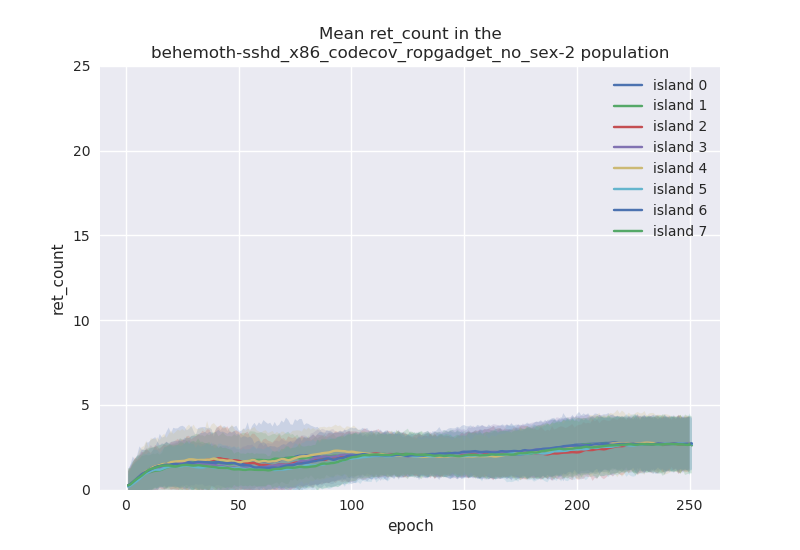 Mean ret_count in the
behemoth-sshd_x86_codecov_ropgadget_no_sex-2 population
25
20
15
10
5
0
ret_count
island 0
island 1
island 2
island 3
island 4
island 5
island 6
island 7
0 50 100 150 200 250
epoch